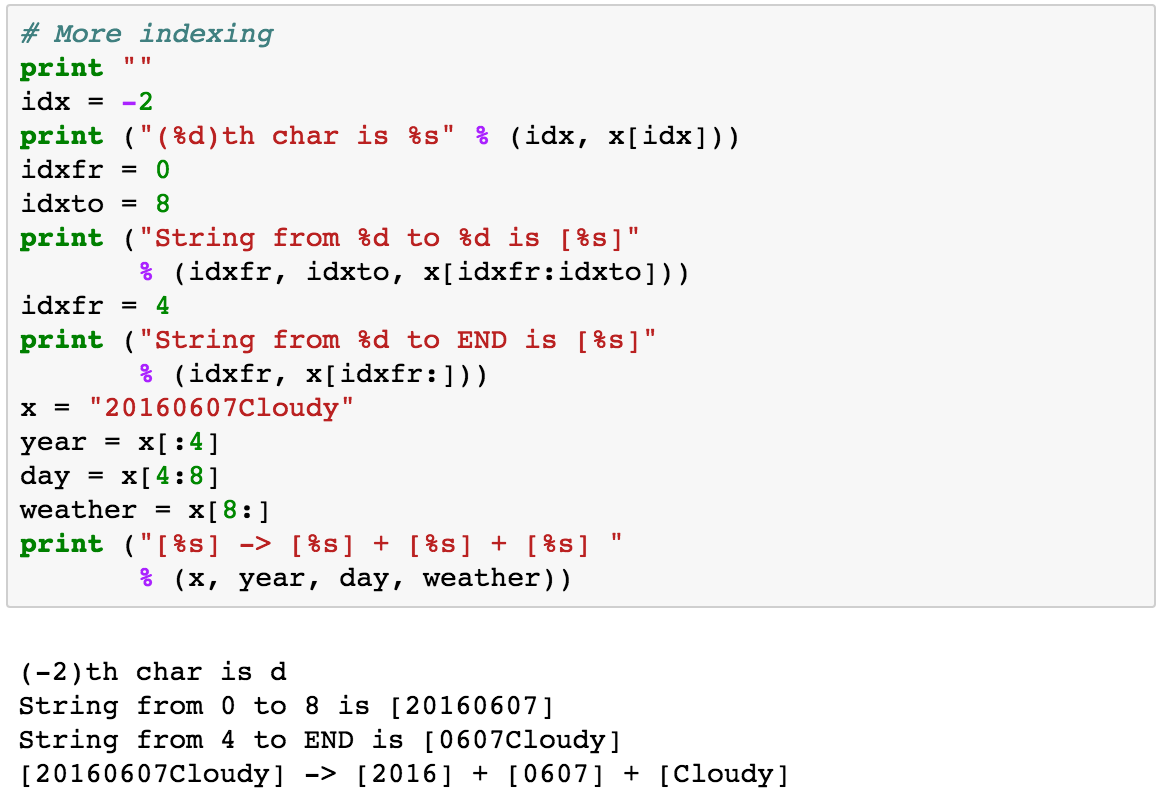 # More indexing
print ""
idx = -2
print ("(%d)th char is %s" % (idx, x[idx]))
idxfr = 0
idxto = 8
print ("String from %d to %d is [%s]"
       % (idxfr, idxto, x[idxfr:idxto]))
idxfr = 4
print ("String from %d to END is [%s]"
       % (idxfr, x[idxfr:]))
x = "20160607Cloudy"
year = x[:4]
day = x[4:8]
weather = x[8:]
print ("[%s] -> [%s] + [%s] + [%s] "
       % (x, year, day, weather))
(-2)th char is d
String from 0 to 8 is [20160607]
String from 4 to END is [0607Cloudy]
[20160607Cloudy] -> [2016] + [0607] + [Cloudy]